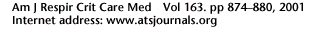 Am J Respir Crit Care Med Vol 163. pp 874–880, 2001
Internet address: www.atsjournals.org